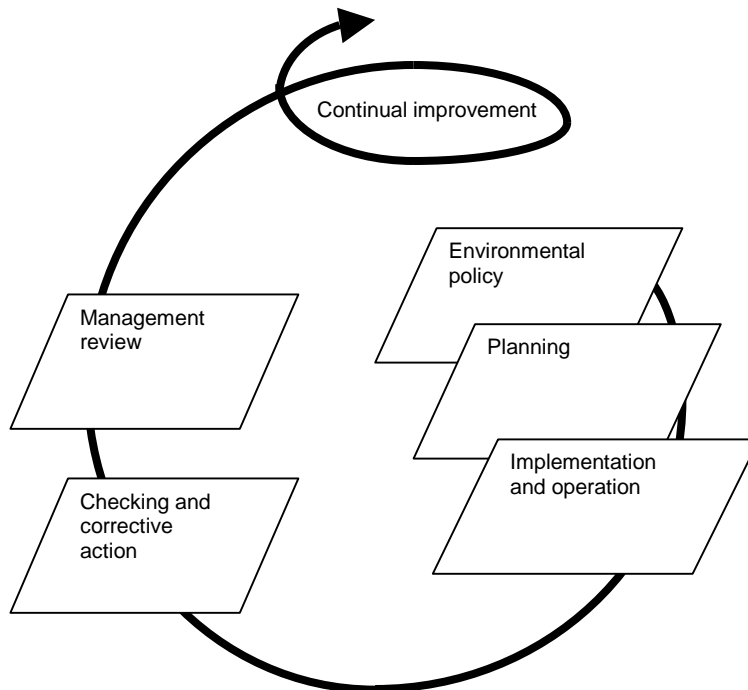 Continual improvement
Environmental
policy
Planning
Implementation
and operation
Checking and
corrective
action
Management
review